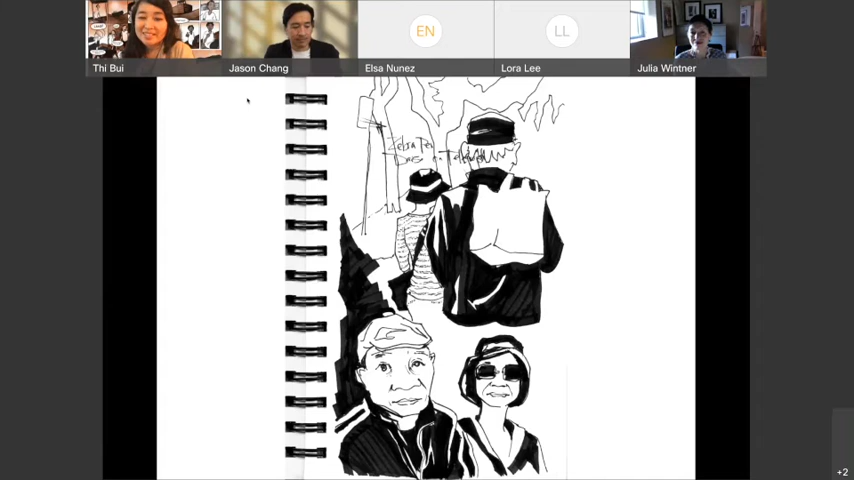 Thi Bui
Jason Chang
EN
Elsa Nunez
LL
Lora Lee
Julia Wintner
+2